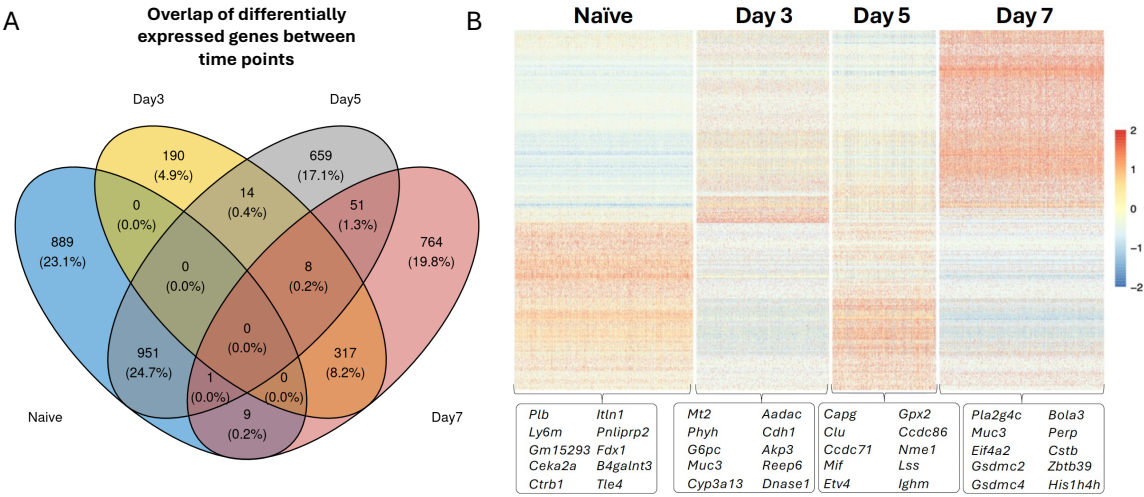 A
Overlap of differentially
expressed genes between
time points
Day3
Day5
190
(4.9%)
659
(17.1%)
14
(0.4%)
0
(0.0%)
51
(1.3%)
889
(23.1%)
764
(19.8%)
0
(0.0%)
8
(0.2%)
0
(0.0%)
951
(24.7%)
317
(8.2%)
1
(0.0%)
0
(0.0%)
9
(0.2%)
Naive
Day7
B
Naïve Day 3 Day 5 Day 7
2
1
0
−1
−2
Plb Itln1
Ly6m Pnliprp2
Gm15293 Fdx1
Ceka2a B4galnt3
Ctrb1 Tle4
Mt2 Aadac
Phyh Cdh1
G6pc Akp3
Muc3 Reep6
Cyp3a13 Dnase1
Capg Gpx2
Clu Ccdc86
Ccdc71 Nme1
Mif Lss
Etv4 Ighm
Pla2g4c Bola3
Muc3 Perp
Eif4a2 Cstb
Gsdmc2 Zbtb39
Gsdmc4 His1h4h